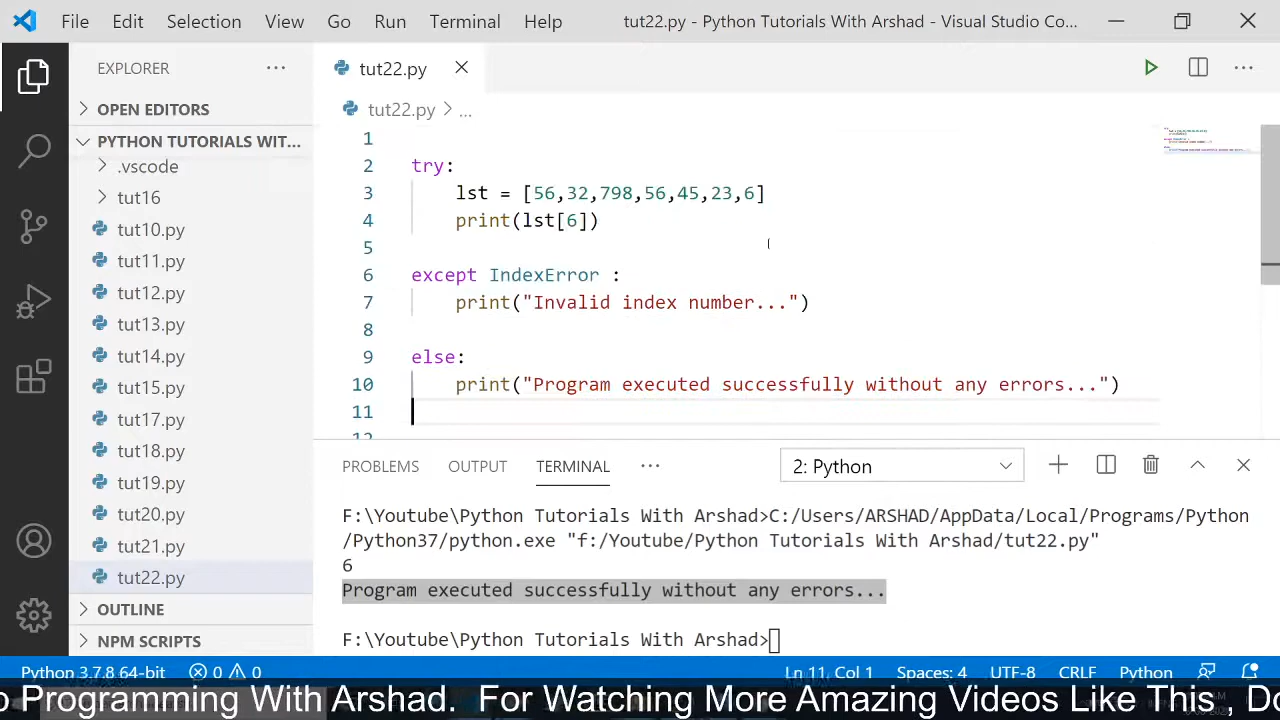 File Edit Selection View Go Run Terminal Help tut22.py - Python Tutorials With Arshad - Visual Studio Co...
EXPLORER ...
OPEN EDITORS
PYTHON TUTORIALS WIT...
.vscode
tut16
tut10.py
tut11.py
tut12.py
tut13.py
tut14.py
tut15.py
tut17.py
tut18.py
tut19.py
tut20.py
tut21.py
tut22.py
OUTLINE
NPM SCRIPTS
tut22.py
tut22.py > ...
1
2 try:
3 lst = [56,32,798,56,45,23,6]
4 print(lst[6])
5
6 except IndexError :
7 print("Invalid index number...")
8
9 else:
10 print("Program executed successfully without any errors...")
11
12
PROBLEMS OUTPUT TERMINAL ... 2: Python
F:\Youtube\Python Tutorials With Arshad>C:/Users/ARSHAD/AppData/Local/Programs/Python
/Python37/python.exe "f:/Youtube/Python Tutorials With Arshad/tut22.py"
6
Program executed successfully without any errors...
F:\Youtube\Python Tutorials With Arshad>
Python 3.7.8 64-bit 0 0 Ln 11, Col 1 Spaces: 4 UTF-8 CRLF Python
o Programming With Arshad. For Watching More Amazing Videos Like This , Do